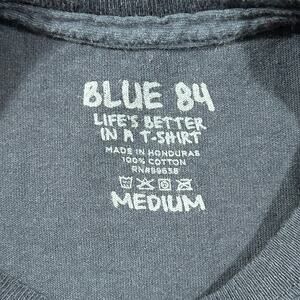 BLUE 84
LIFE'S BETTER
IN A T-SHIRT
MADE IN HONDURAS
100% COTTON
RN#89638
MEDIUM